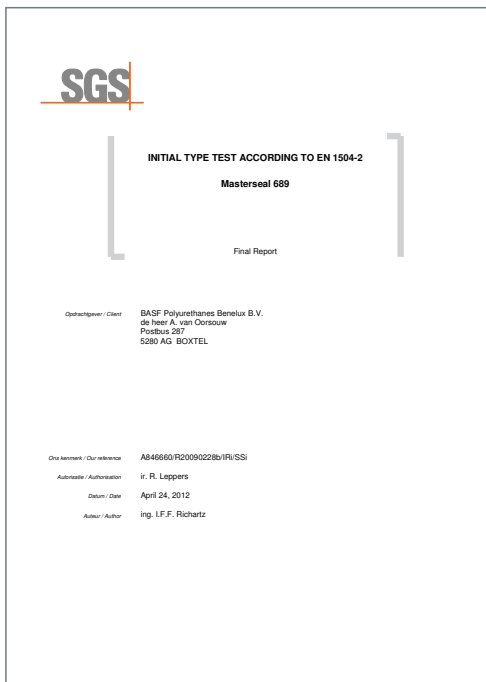 SGS
INITIAL TYPE TEST ACCORDING TO EN 1504-2
Masterseal 689
Final Report
Opdrachtgever / Client BASF Polyurethanes Benelux B.V.
de heer A. van Oorsouw
Postbus 287
5280 AG BOXTEL
Ons kenmerk / Our reference A846660/R20090228b/IRi/SSi
Autorisatie / Authorisation ir. R. Leppers
Datum / Date April 24, 2012
Auteur / Author ing. I.F.F. Richartz